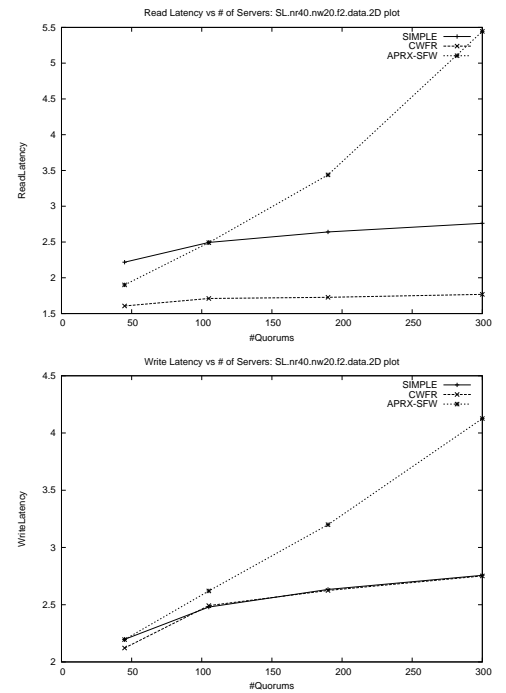 Read Latency vs # of Servers: SL.nr40.nw20.f2.data.2D plot
5.5
SIMPLE
CWFR
APRX-SFW
5
4.5
4
3.5
3
2.5
2
1.5
ReadLatency
0 50 100 150 200 250 300
#Quorums
Write Latency vs # of Servers: SL.nr40.nw20.f2.data.2D plot
4.5
SIMPLE
CWFR
APRX-SFW
4
3.5
3
2.5
2
WriteLatency
0 50 100 150 200 250 300
#Quorums